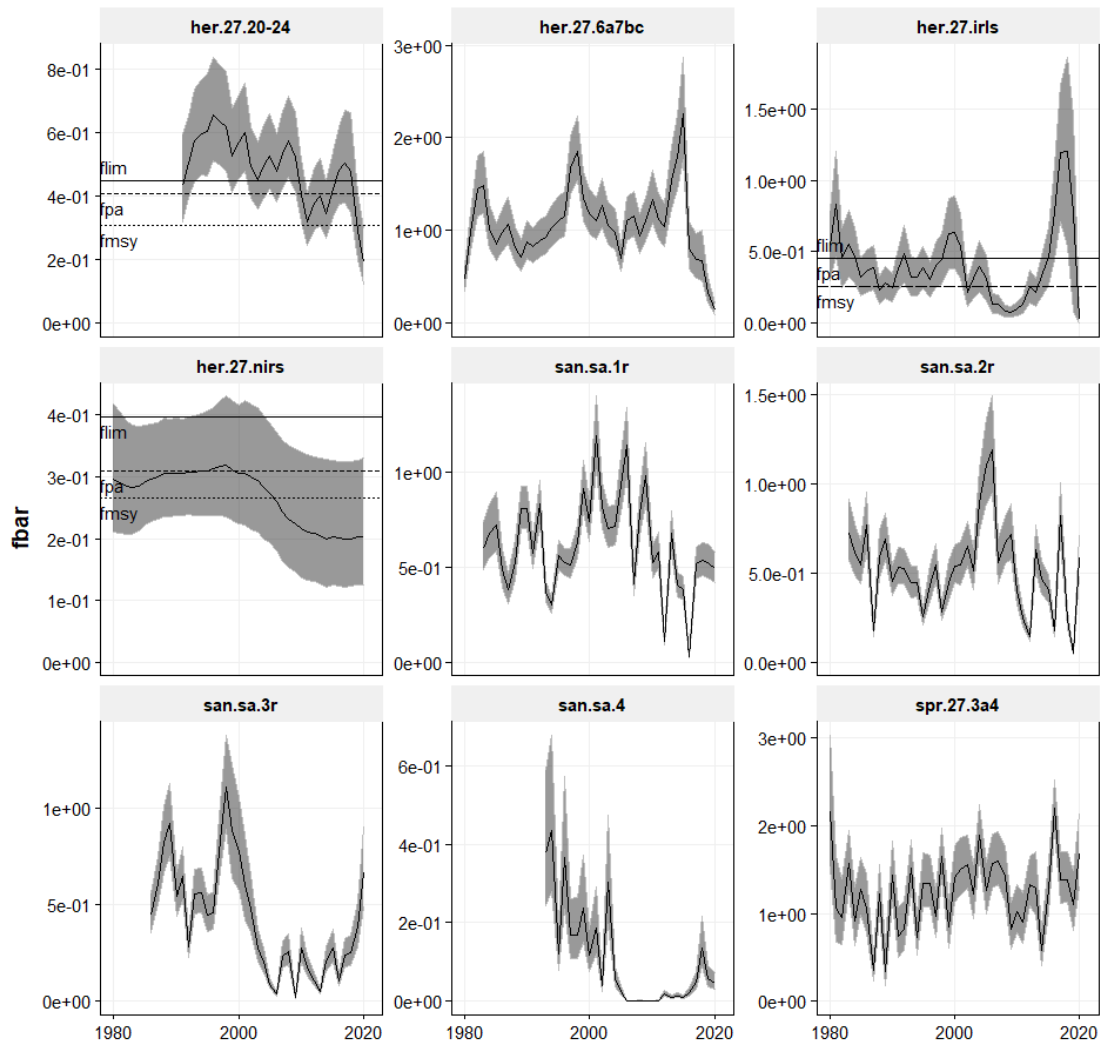 her.27.20-24
her.27.6a7bc
her.27.irls
8e-01
6e-01
4e-01
2e-01
0e+00
flim
fpa
fmsy
3e+00
2e+00
1e+00
0e+00
1.5e+00
1.0e+00
5.0e-01
0.0e+00
flim
fpa
fmsy
her.27.nirs
san.sa.1r
san.sa.2r
fbar
4e-01
3e-01
2e-01
1e-01
0e+00
flim
fpa
fmsy
1e+00
5e-01
0e+00
1.5e+00
1.0e+00
5.0e-01
0.0e+00
san.sa.3r
san.sa.4
spr.27.3a4
1e+00
5e-01
0e+00
6e-01
4e-01
2e-01
0e+00
3e+00
2e+00
1e+00
0e+00
1980 2000 2020
1980 2000 2020
1980 2000 2020